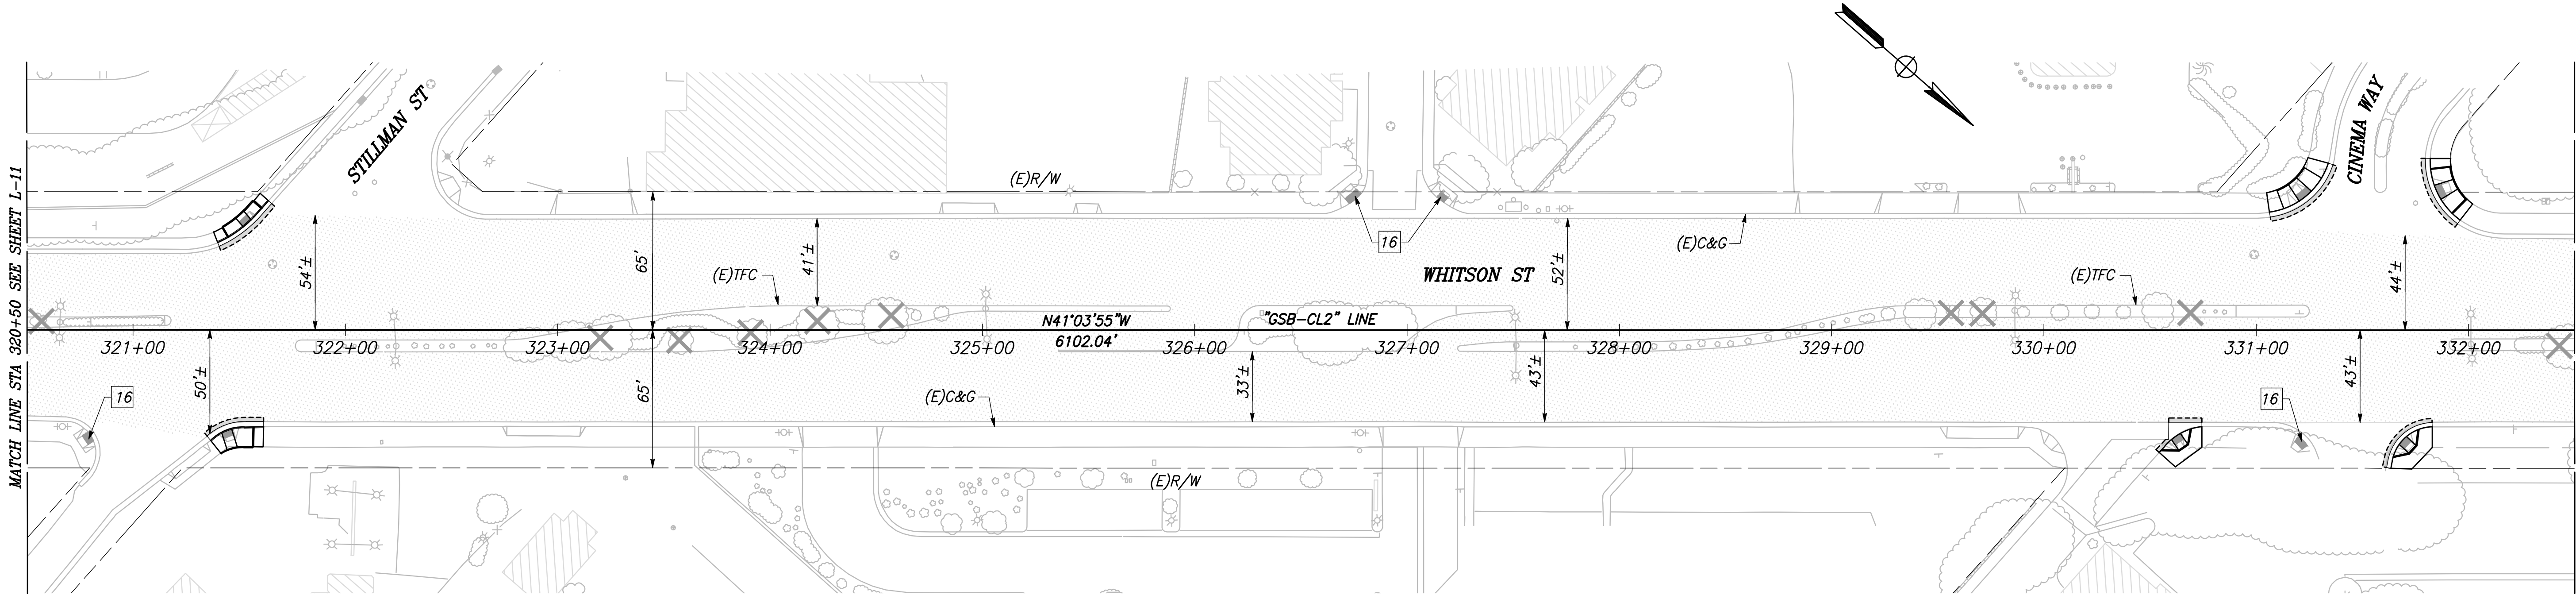 MATCH LINE STA 320+50 SEE SHEET L-11
STILLMAN ST
CINEMA WAY
(E)R/W
16
(E)C&G
54'±
65'
41'±
(E)TFC
WHITSON ST
52'±
(E)TFC
44'±
N41°03'55"W
6102.04'
"GSB-CL2" LINE
321+00
322+00
323+00
324+00
325+00
326+00
327+00
328+00
329+00
330+00
331+00
332+00
16
50'±
65'
(E)C&G
33'±
43'±
16
43'±
(E)R/W